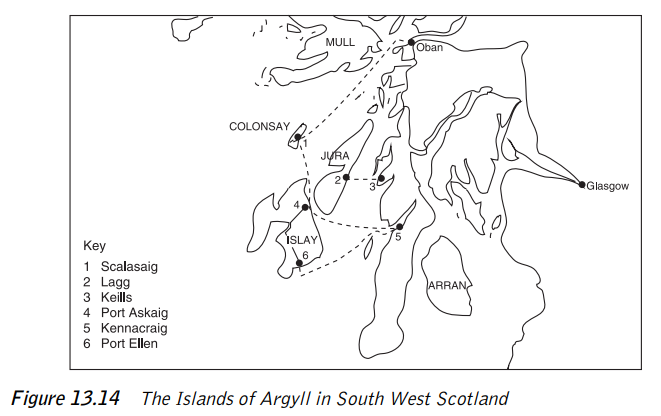 MULL
Oban
COLONSAY
1
JURA
2
3
Glasgow
4
ISLAY
5
6
ARRAN
Key
1 Scalasaig
2 Lagg
3 Keills
4 Port Askaig
5 Kennacraig
6 Port Ellen
Figure 13.14 The Islands of Argyll in South West Scotland